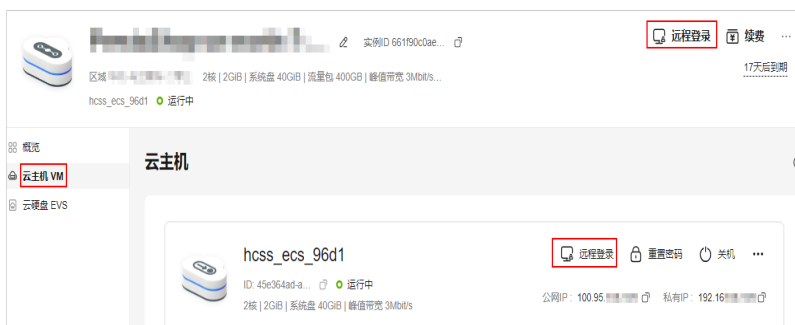 实例ID 661f90c0ae...
远程登录 续费 ...
区域 2核 | 2GiB | 系统盘 40GiB | 流量包 400GB | 峰值带宽 3Mbit/s...
17天后到期
hcss_ecs_96d1 运行中
概览
云主机 VM
云硬盘 EVS
云主机
hcss_ecs_96d1
远程登录 重置密码 关机 ...
ID: 45e364ad-a... 运行中
2核 | 2GiB | 系统盘 40GiB | 峰值带宽 3Mbit/s
公网IP: 100.95. 私有IP: 192.16